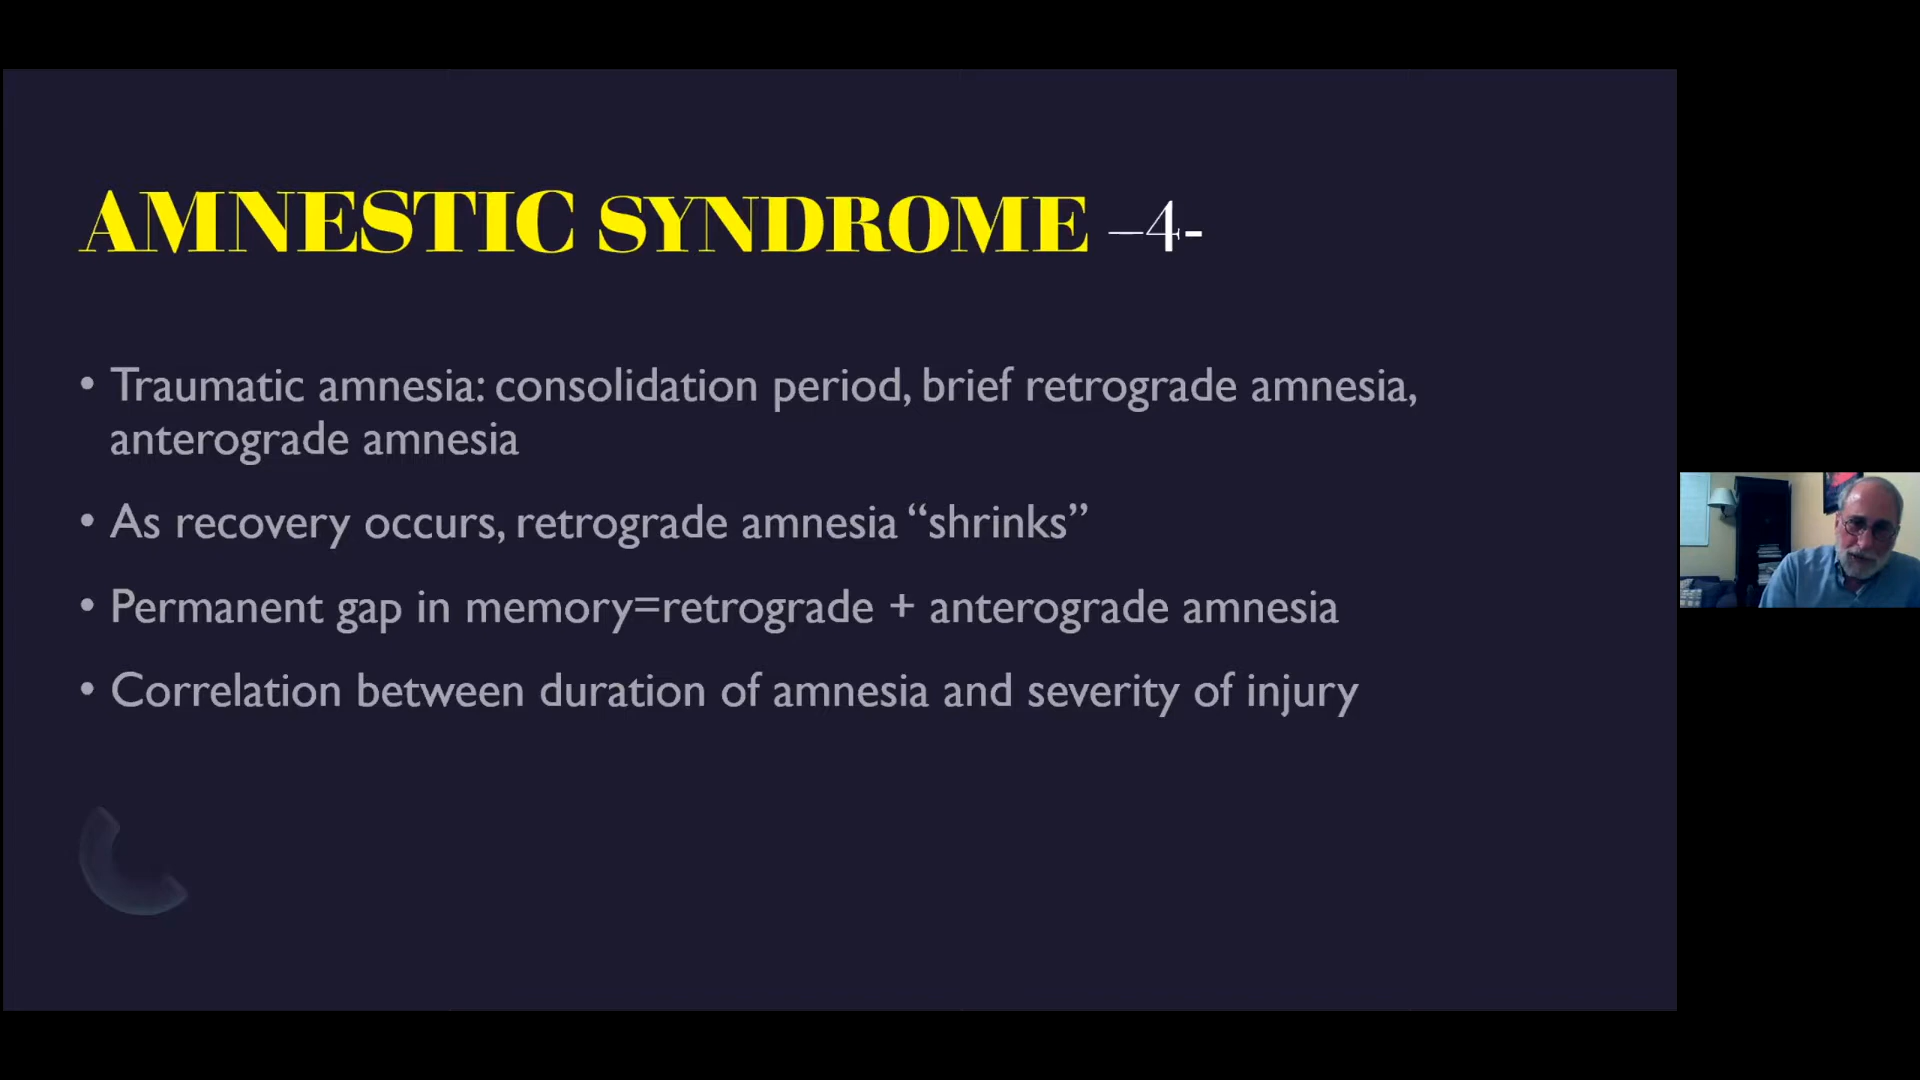 AMNESTIC SYNDROME –4-
• Traumatic amnesia: consolidation period, brief retrograde amnesia,
anterograde amnesia
• As recovery occurs, retrograde amnesia “shrinks”
• Permanent gap in memory=retrograde + anterograde amnesia
• Correlation between duration of amnesia and severity of injury